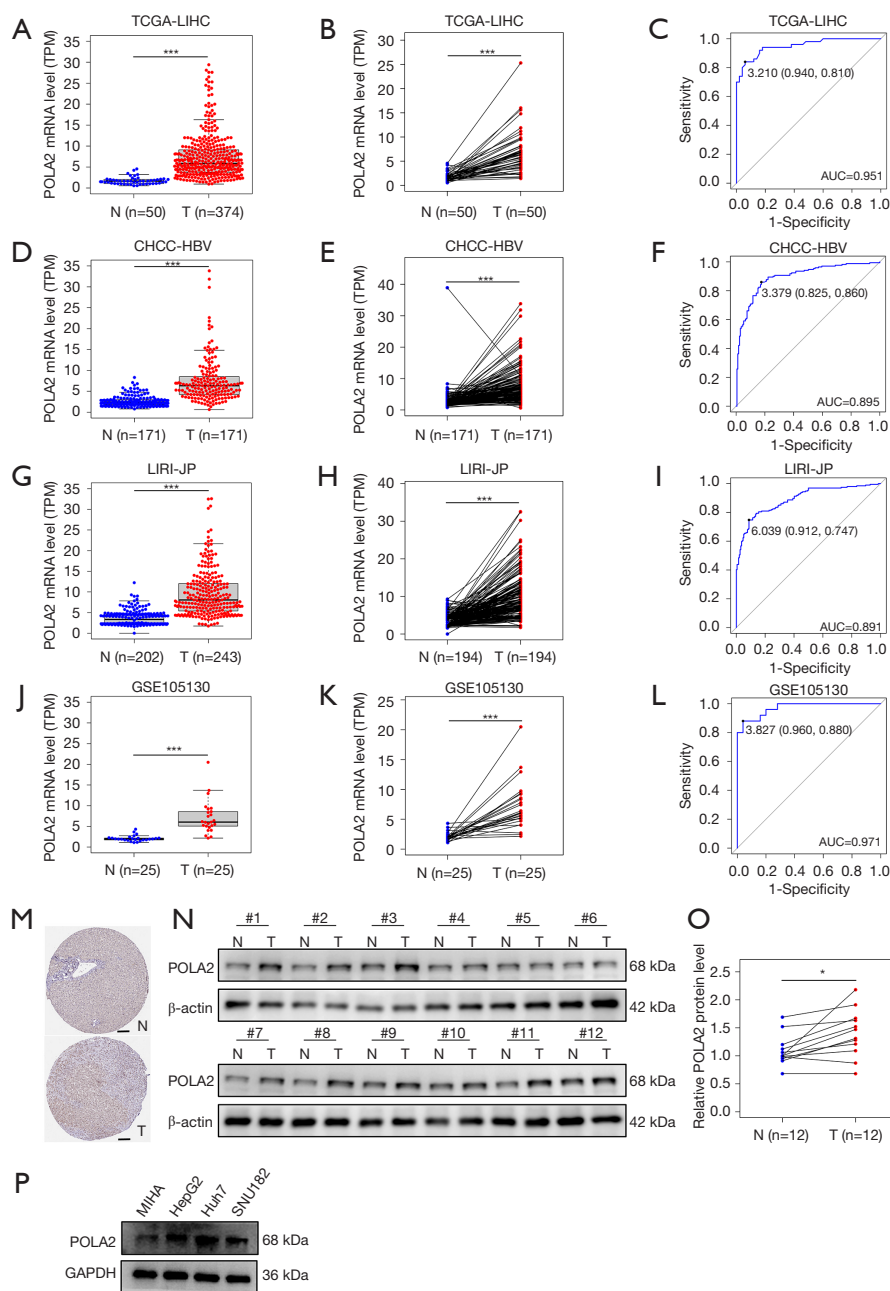 A
TCGA-LIHC
POLA2 mRNA level (TPM)
35
30
25
20
15
10
5
0
***
N (n=50) T (n=374)
B
TCGA-LIHC
POLA2 mRNA level (TPM)
30
25
20
15
10
5
0
***
N (n=50) T (n=50)
C
TCGA-LIHC
Sensitivity
1.0
0.8
0.6
0.4
0.2
0.0
3.210 (0.940, 0.810)
AUC=0.951
0.0 0.2 0.4 0.6 0.8 1.0
1-Specificity
D
CHCC-HBV
POLA2 mRNA level (TPM)
35
30
25
20
15
10
5
0
***
N (n=171) T (n=171)
E
CHCC-HBV
POLA2 mRNA level (TPM)
40
30
20
10
0
***
N (n=171) T (n=171)
F
CHCC-HBV
Sensitivity
1.0
0.8
0.6
0.4
0.2
0.0
3.379 (0.825, 0.860)
AUC=0.895
0.0 0.2 0.4 0.6 0.8 1.0
1-Specificity
G
LIRI-JP
POLA2 mRNA level (TPM)
35
30
25
20
15
10
5
0
***
N (n=202) T (n=243)
H
LIRI-JP
POLA2 mRNA level (TPM)
40
30
20
10
0
***
N (n=194) T (n=194)
I
LIRI-JP
Sensitivity
1.0
0.8
0.6
0.4
0.2
0.0
6.039 (0.912, 0.747)
AUC=0.891
0.0 0.2 0.4 0.6 0.8 1.0
1-Specificity
J
GSE105130
POLA2 mRNA level (TPM)
35
30
25
20
15
10
5
0
***
N (n=25) T (n=25)
K
GSE105130
POLA2 mRNA level (TPM)
25
20
15
10
5
0
***
N (n=25) T (n=25)
L
GSE105130
Sensitivity
1.0
0.8
0.6
0.4
0.2
0.0
3.827 (0.960, 0.880)
AUC=0.971
0.0 0.2 0.4 0.6 0.8 1.0
1-Specificity
M
N
T
N
#1 #2 #3 #4 #5 #6
N T N T N T N T N T N T
POLA2 68 kDa
β-actin 42 kDa
#7 #8 #9 #10 #11 #12
N T N T N T N T N T N T
POLA2 68 kDa
β-actin 42 kDa
O
Relative POLA2 protein level
2.5
2.0
1.5
1.0
0.5
0.0
*
N (n=12) T (n=12)
P
MIHA HepG2 Huh7 SNU182
POLA2 68 kDa
GAPDH 36 kDa